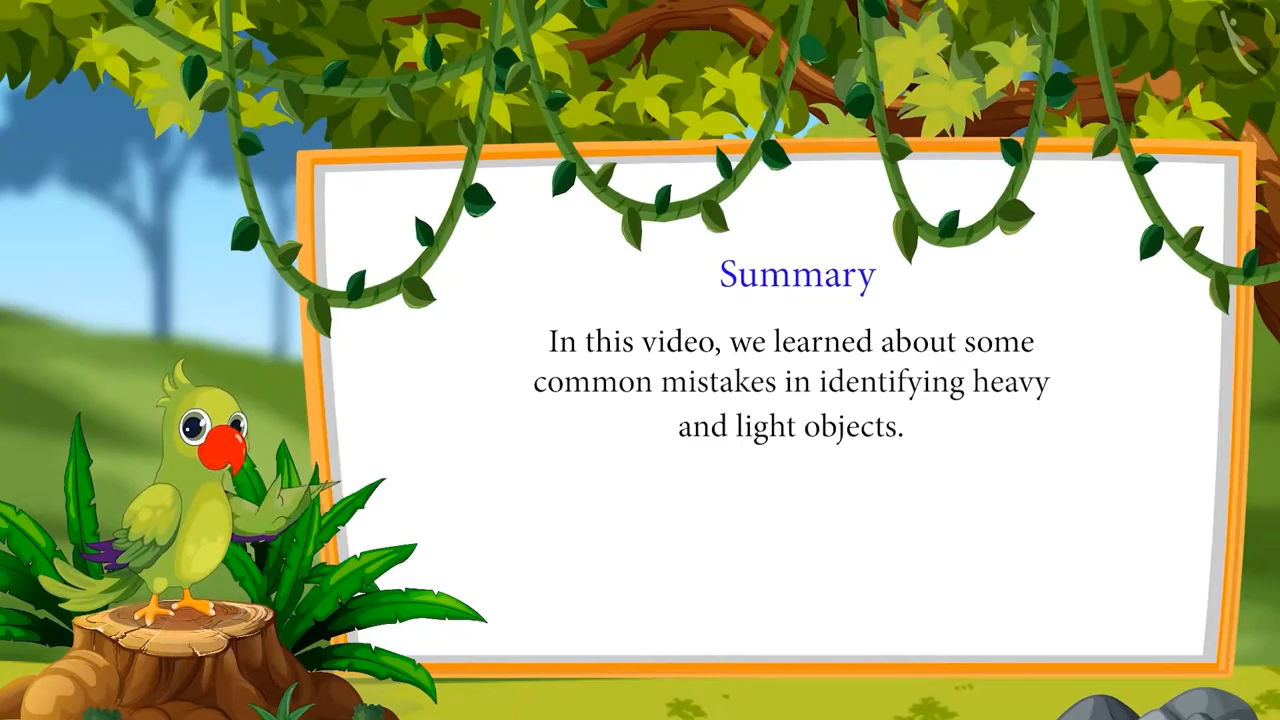 Summary
In this video, we learned about some
common mistakes in identifying heavy
and light objects.